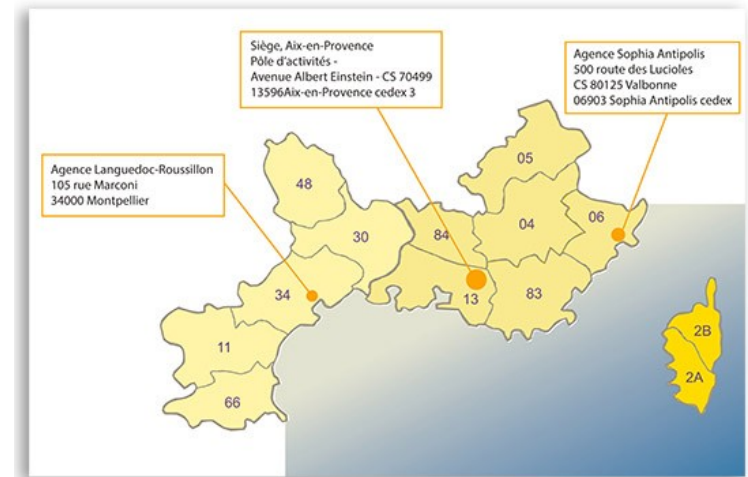 Siège, Aix-en-Provence
Pôle d'activités -
Avenue Albert Einstein - CS 70499
13596Aix-en-Provence cedex 3
Agence Sophia Antipolis
500 route des Lucioles
CS 80125 Valbonne
06903 Sophia Antipolis cedex
Agence Languedoc-Roussillon
105 rue Marconi
34000 Montpellier
05
48
30
84
04
06
34
13
83
11
66
2B
2A